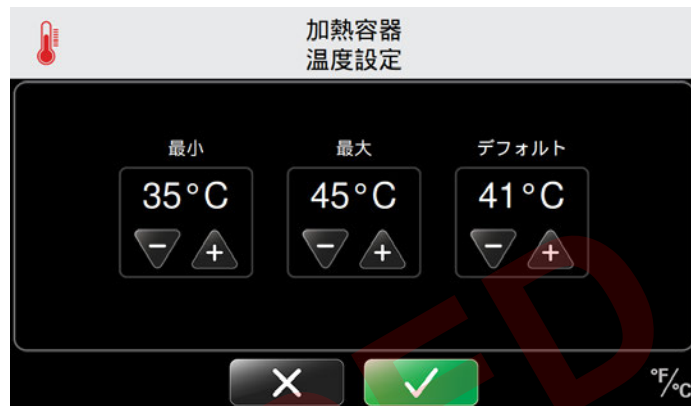 加熱容器
温度設定
最小 最大 デフォルト
35°C 45°C 41°C
− + − + − +
°F/°C